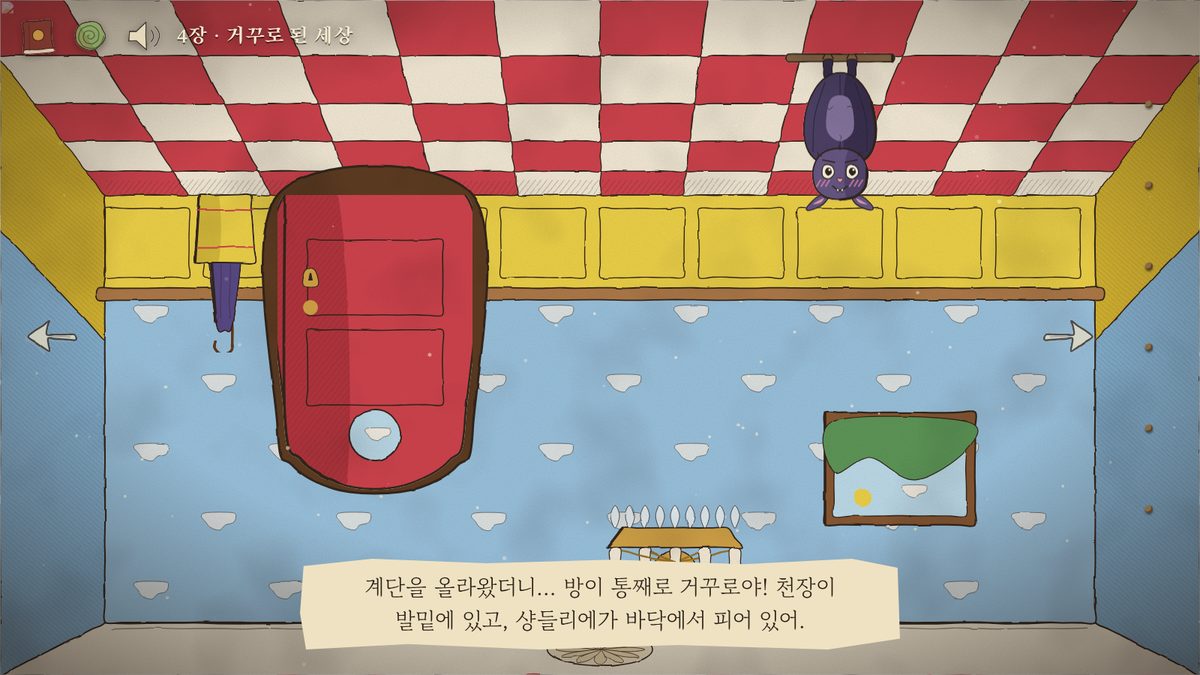 4장 · 거꾸로 된 세상
계단을 올라왔더니... 방이 통째로 거꾸로야! 천장이
발밑에 있고, 샹들리에가 바닥에서 피어 있어.